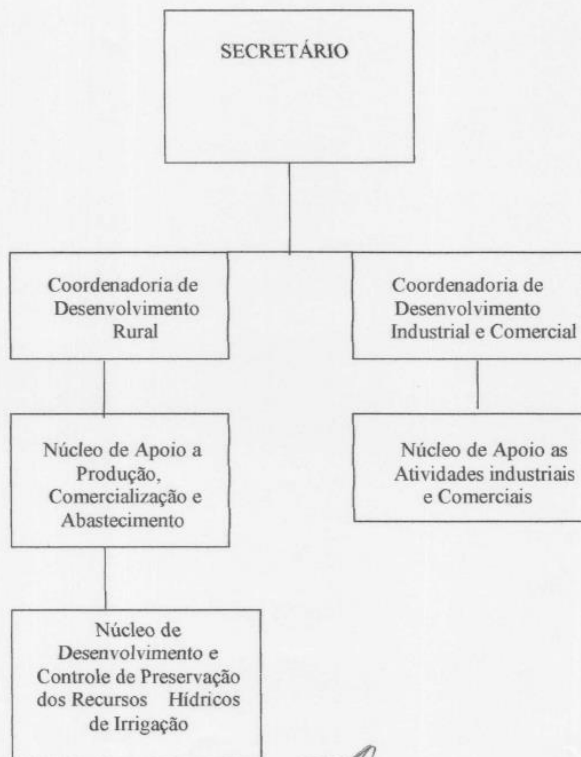 SECRETÁRIO
Coordenadoria de
Desenvolvimento
Rural
Coordenadoria de
Desenvolvimento
Industrial e Comercial
Núcleo de Apoio a
Produção,
Comercialização e
Abastecimento
Núcleo de Apoio as
Atividades industriais
e Comerciais
Núcleo de
Desenvolvimento e
Controle de Preservação
dos Recursos Hídricos
de Irrigação